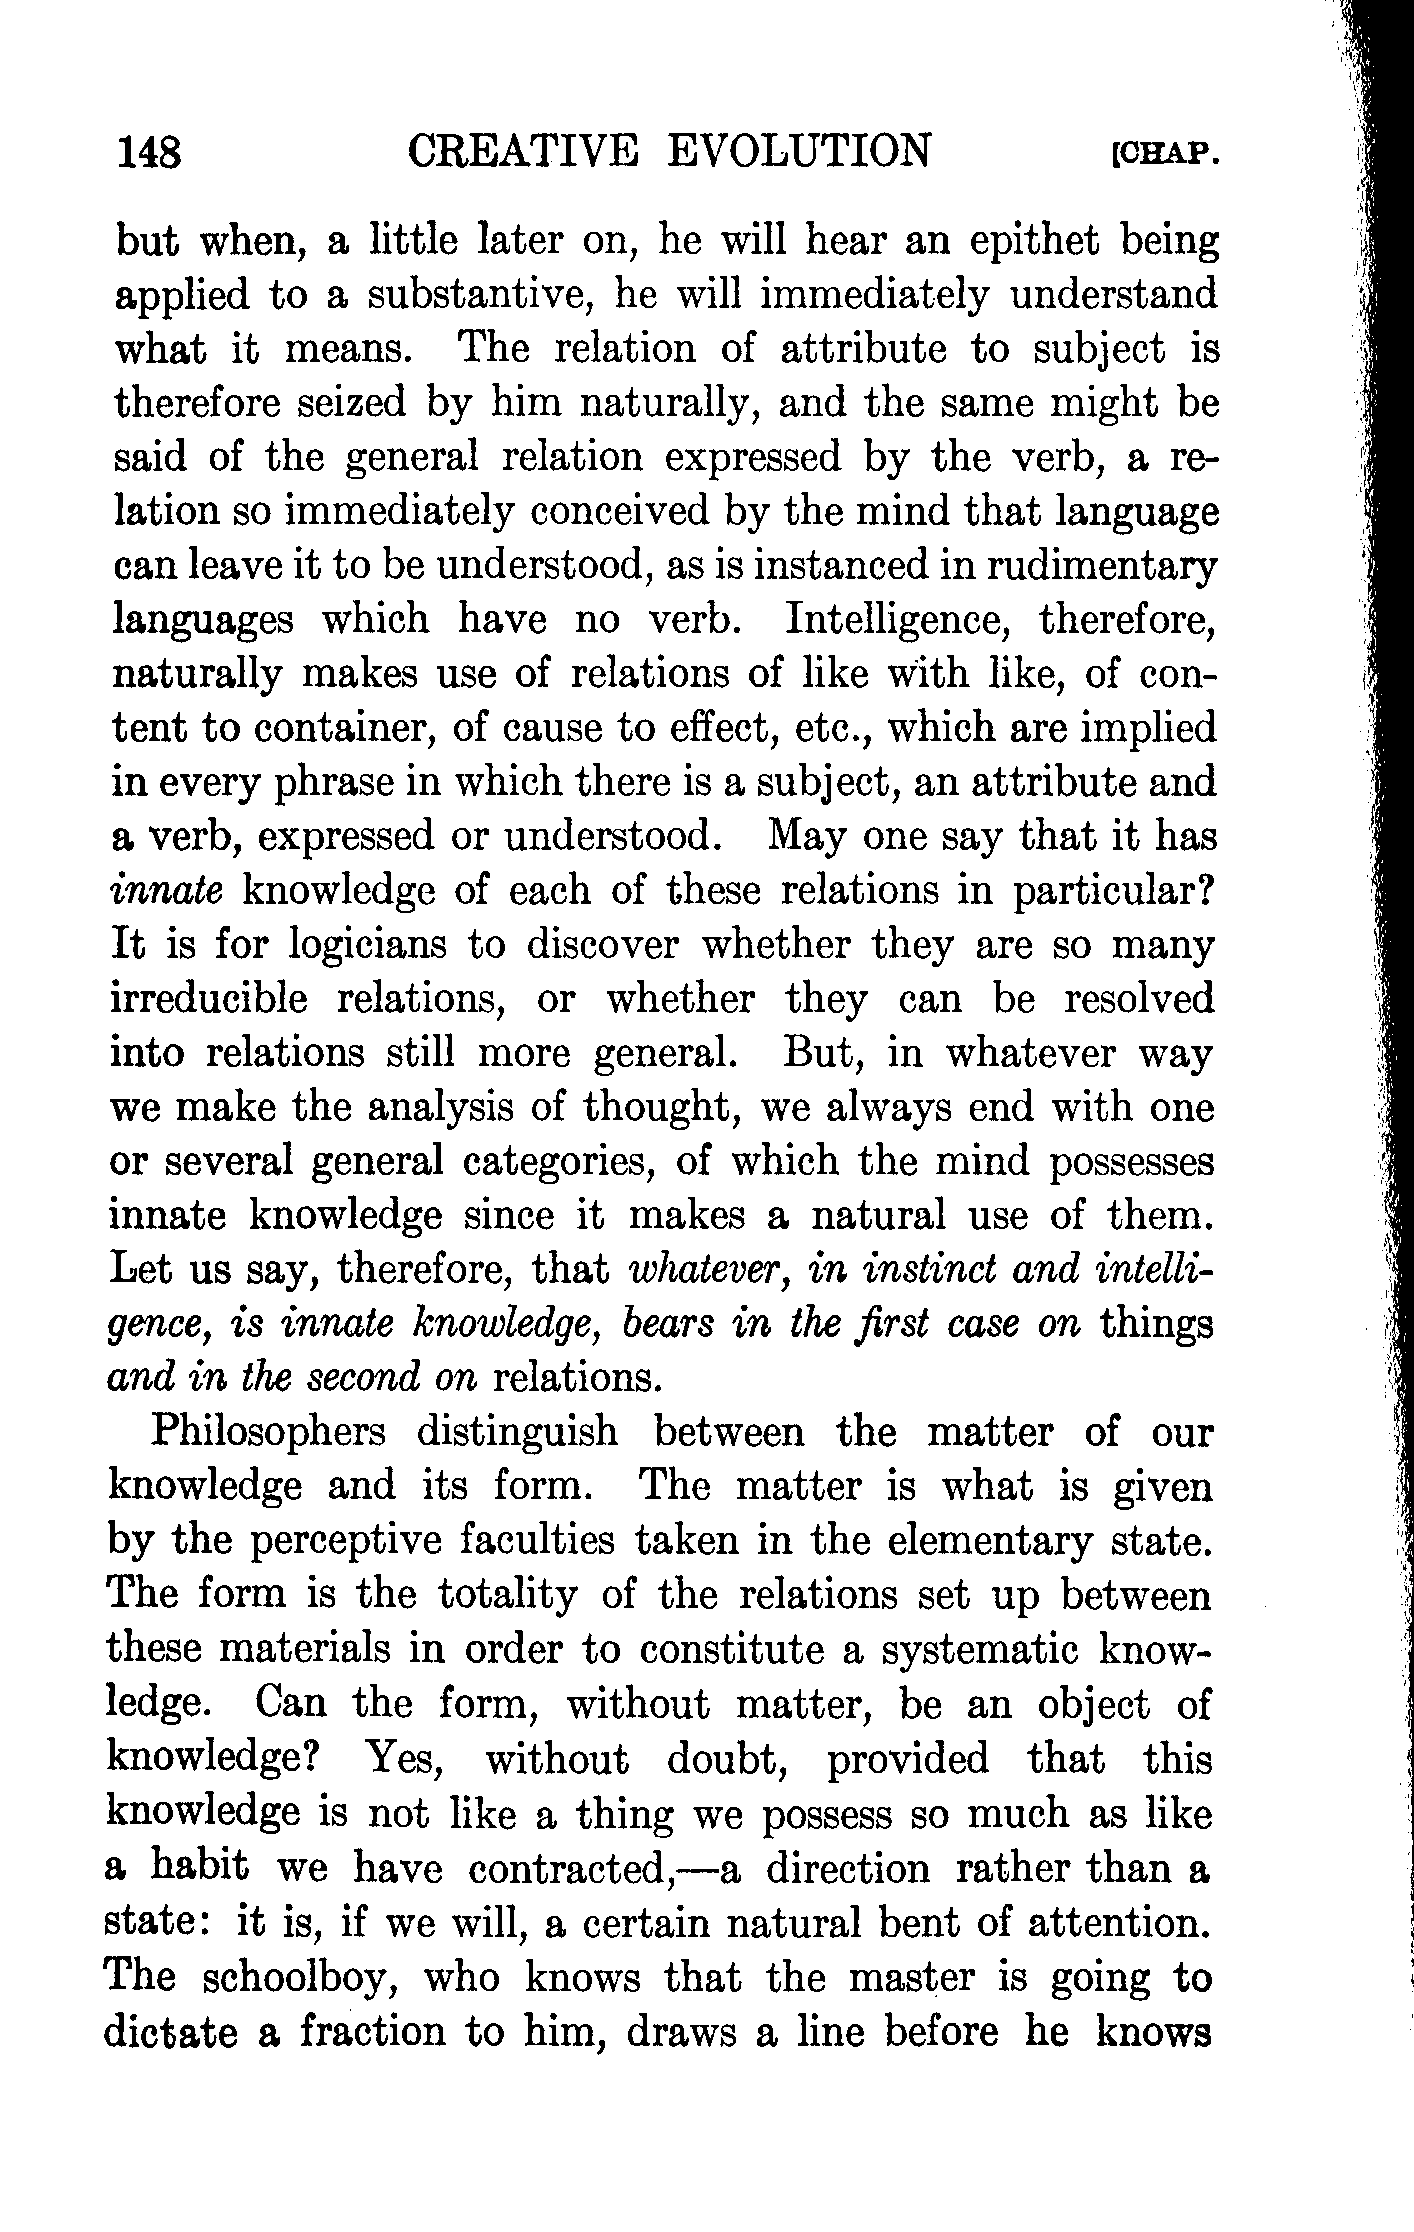 148 CREATIVE EVOLUTION [CHAP.
but when, a little later on, he will hear an epithet being
applied to a substantive, he will immediately understand
what it means. The relation of attribute to subject is
therefore seized by him naturally, and the same might be
said of the general relation expressed by the verb, a re-
lation so immediately conceived by the mind that language
can leave it to be understood, as is instanced in rudimentary
languages which have no verb. Intelligence, therefore,
naturally makes use of relations of like with like, of con-
tent to container, of cause to effect, etc., which are implied
in every phrase in which there is a subject, an attribute and
a verb, expressed or understood. May one say that it has
innate knowledge of each of these relations in particular?
It is for logicians to discover whether they are so many
irreducible relations, or whether they can be resolved
into relations still more general. But, in whatever way
we make the analysis of thought, we always end with one
or several general categories, of which the mind possesses
innate knowledge since it makes a natural use of them.
Let us say, therefore, that whatever, in instinct and intelli-
gence, is innate knowledge, bears in the first case on things
and in the second on relations.
Philosophers distinguish between the matter of our
knowledge and its form. The matter is what is given
by the perceptive faculties taken in the elementary state.
The form is the totality of the relations set up between
these materials in order to constitute a systematic know-
ledge. Can the form, without matter, be an object of
knowledge? Yes, without doubt, provided that this
knowledge is not like a thing we possess so much as like
a habit we have contracted,—a direction rather than a
state: it is, if we will, a certain natural bent of attention.
The schoolboy, who knows that the master is going to
dictate a fraction to him, draws a line before he knows